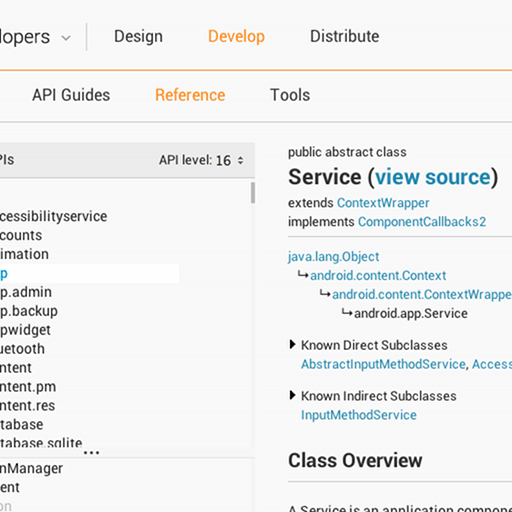 lopers
Design
Develop
Distribute
API Guides
Reference
Tools
PIs
API level: 16
cessibilityservice
counts
imation
p
p.admin
p.backup
pwidget
uetooth
ntent
ntent.pm
ntent.res
tabase
tabase.sqlite
nManager
ent
on
public abstract class
Service (view source)
extends ContextWrapper
implements ComponentCallbacks2
java.lang.Object
↳android.content.Context
↳android.content.ContextWrappe
↳android.app.Service
Known Direct Subclasses
AbstractInputMethodService, Access
Known Indirect Subclasses
InputMethodService
Class Overview
A Service is an application compone